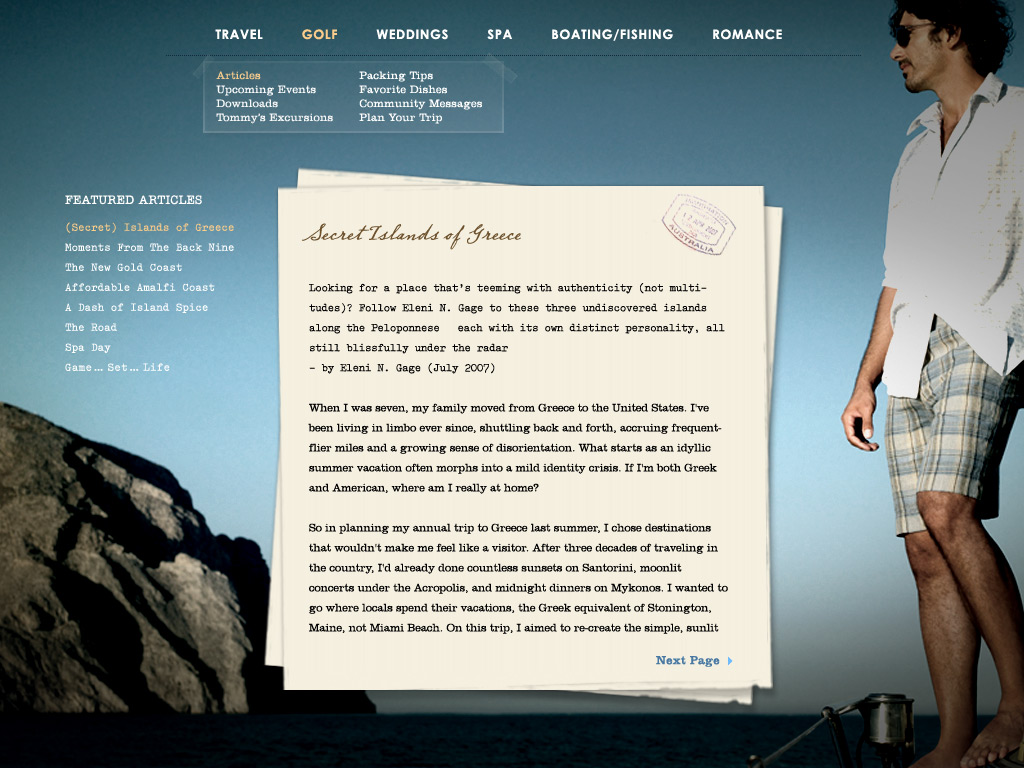 TRAVEL GOLF WEDDINGS SPA BOATING/FISHING ROMANCE
Articles
Upcoming Events
Downloads
Tommy's Excursions
Packing Tips
Favorite Dishes
Community Messages
Plan Your Trip
FEATURED ARTICLES
(Secret) Islands of Greece
Moments From The Back Nine
The New Gold Coast
Affordable Amalfi Coast
A Dash of Island Spice
The Road
Spa Day
Game... Set... Life
Secret Islands of Greece
AUSTRALIA
Looking for a place that's teeming with authenticity (not multi-
tudes)? Follow Eleni N. Gage to these three undiscovered islands
along the Peloponnese each with its own distinct personality, all
still blissfully under the radar
- by Eleni N. Gage (July 2007)
When I was seven, my family moved from Greece to the United States. I've
been living in limbo ever since, shuttling back and forth, accruing frequent-
flier miles and a growing sense of disorientation. What starts as an idyllic
summer vacation often morphs into a mild identity crisis. If I'm both Greek
and American, where am I really at home?
So in planning my annual trip to Greece last summer, I chose destinations
that wouldn't make me feel like a visitor. After three decades of traveling in
the country, I'd already done countless sunsets on Santorini, moonlit
concerts under the Acropolis, and midnight dinners on Mykonos. I wanted to
go where locals spend their vacations, the Greek equivalent of Stonington,
Maine, not Miami Beach. On this trip, I aimed to re-create the simple, sunlit
Next Page